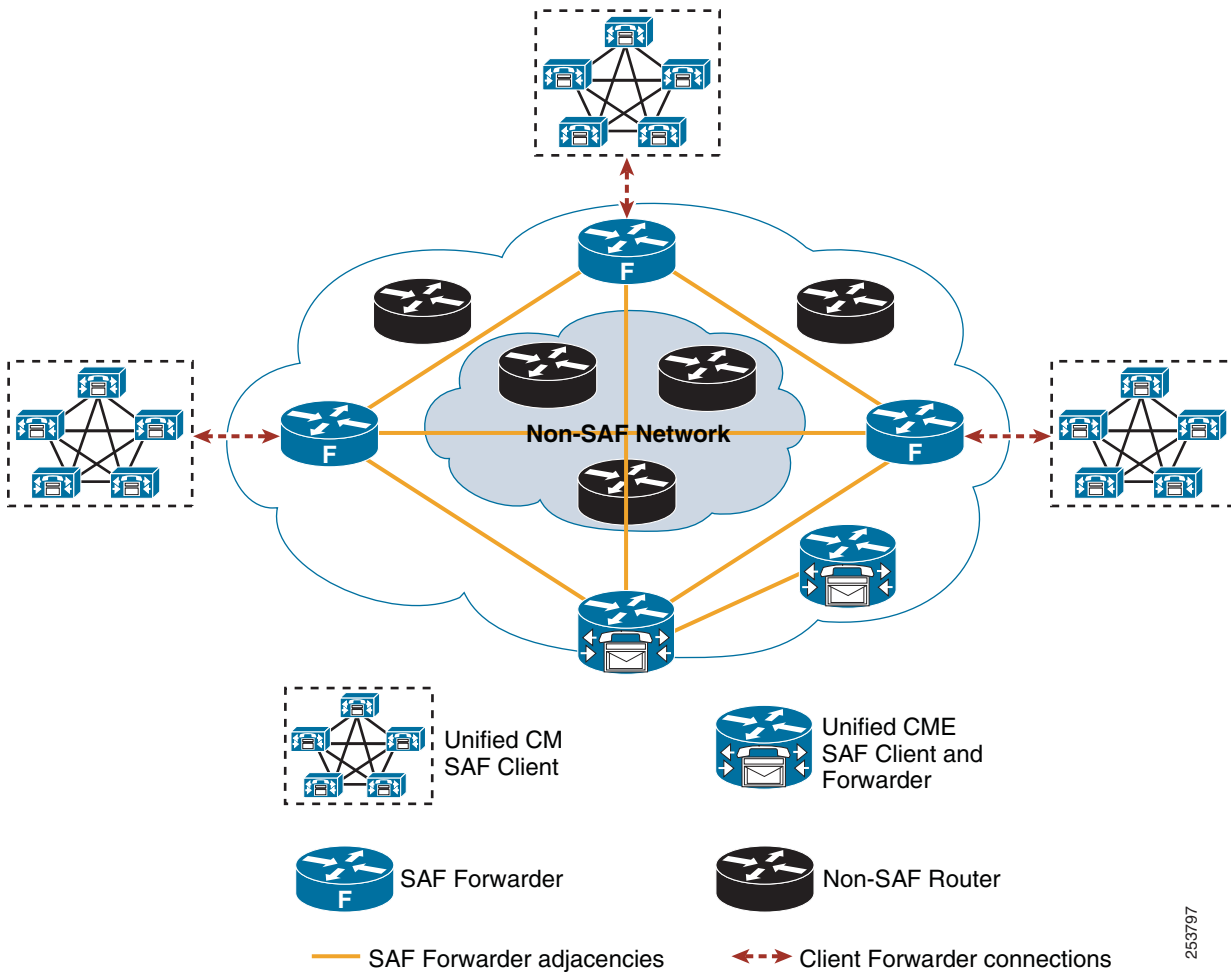 F
Non-SAF Network
F
F
Unified CM
SAF Client
Unified CME
SAF Client and
Forwarder
F
SAF Forwarder
Non-SAF Router
SAF Forwarder adjacencies
Client Forwarder connections
253797